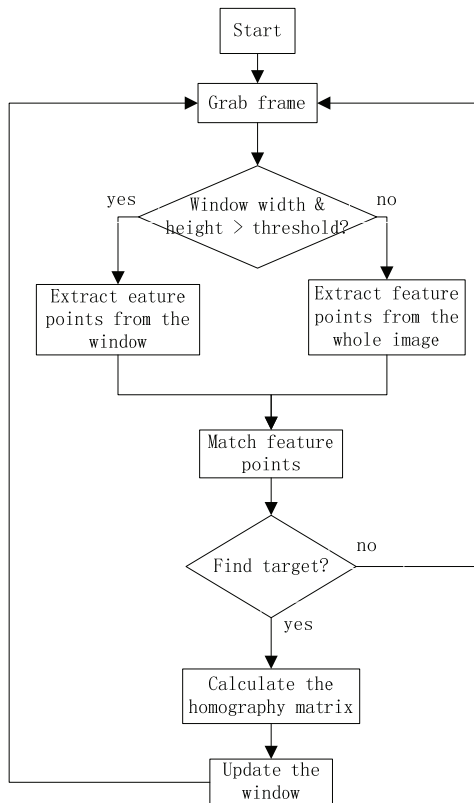 Start
Grab frame
Window width &
height > threshold?
yes
no
Extract eature
points from the
window
Extract feature
points from the
whole image
Match feature
points
Find target?
no
yes
Calculate the
homography matrix
Update the
window